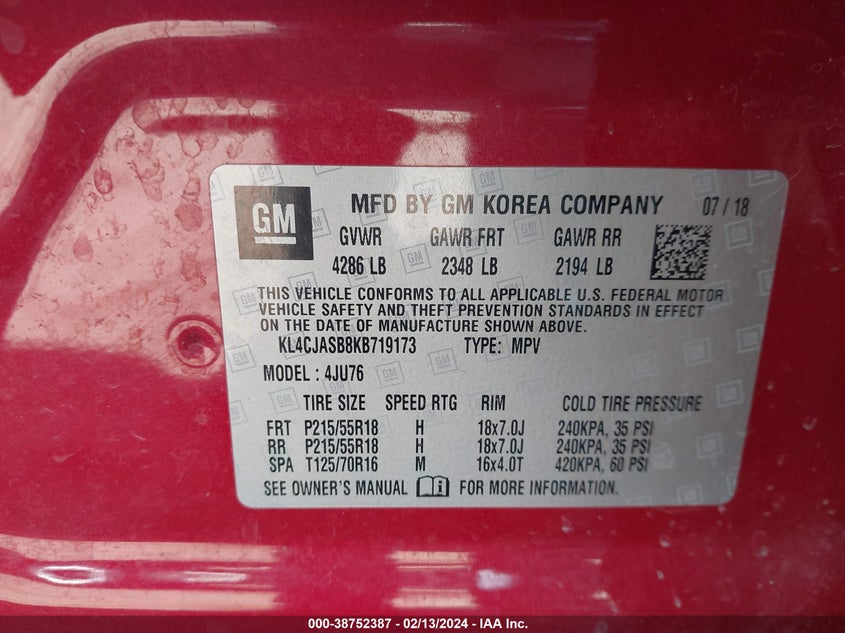 GM MFD BY GM KOREA COMPANY 07/18
GVWR GAWR FRT GAWR RR
4286 LB 2348 LB 2194 LB
THIS VEHICLE CONFORMS TO ALL APPLICABLE U.S. FEDERAL MOTOR
VEHICLE SAFETY AND THEFT PREVENTION STANDARDS IN EFFECT
ON THE DATE OF MANUFACTURE SHOWN ABOVE.
KL4CJASB8KB719173 TYPE: MPV
MODEL : 4JU76
TIRE SIZE SPEED RTG RIM COLD TIRE PRESSURE
FRT P215/55R18 H 18x7.0J 240KPA, 35 PSI
RR P215/55R18 H 18x7.0J 240KPA, 35 PSI
SPA T125/70R16 M 16x4.0T 420KPA, 60 PSI
SEE OWNER'S MANUAL FOR MORE INFORMATION.
000-38752387 - 02/13/2024 - IAA Inc.